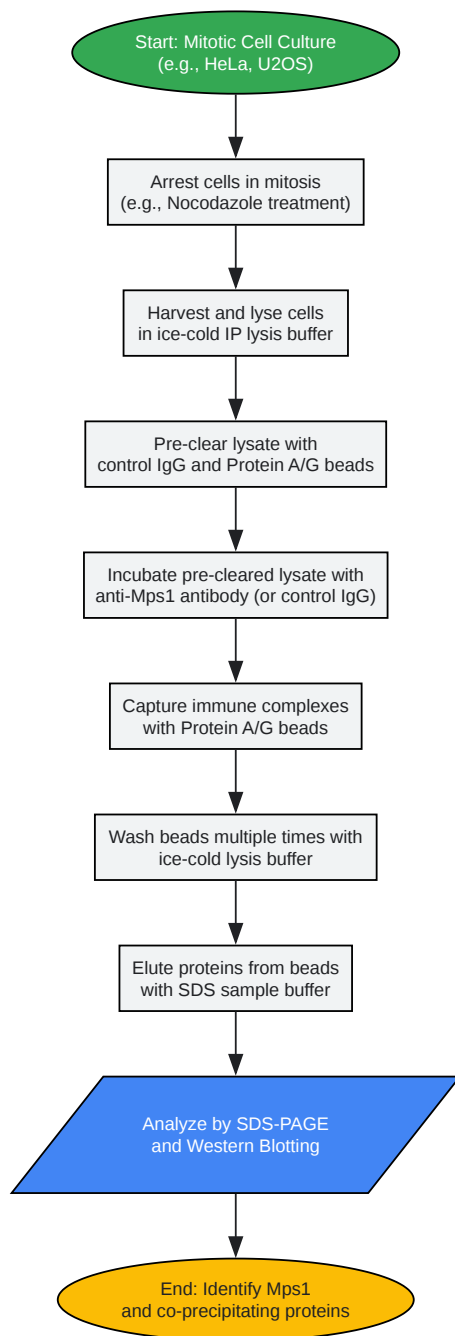 Start: Mitotic Cell Culture
(e.g., HeLa, U2OS)
Arrest cells in mitosis
(e.g., Nocodazole treatment)
Harvest and lyse cells
in ice-cold IP lysis buffer
Pre-clear lysate with
control IgG and Protein A/G beads
Incubate pre-cleared lysate with
anti-Mps1 antibody (or control IgG)
Capture immune complexes
with Protein A/G beads
Wash beads multiple times with
ice-cold lysis buffer
Elute proteins from beads
with SDS sample buffer
Analyze by SDS-PAGE
and Western Blotting
End: Identify Mps1
and co-precipitating proteins